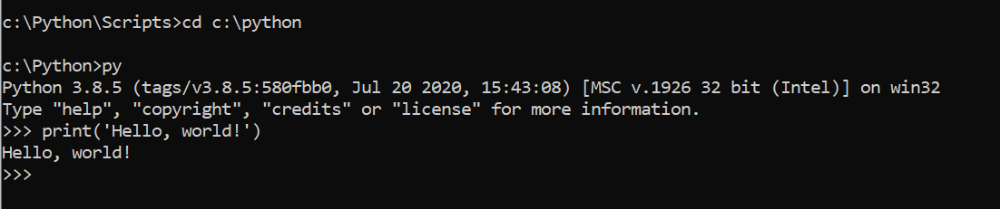 c:\Python\Scripts>cd c:\python
c:\Python>py
Python 3.8.5 (tags/v3.8.5:580fbb0, Jul 20 2020, 15:43:08) [MSC v.1926 32 bit (Intel)] on win32
Type "help", "copyright", "credits" or "license" for more information.
>>> print('Hello, world!')
Hello, world!
>>>